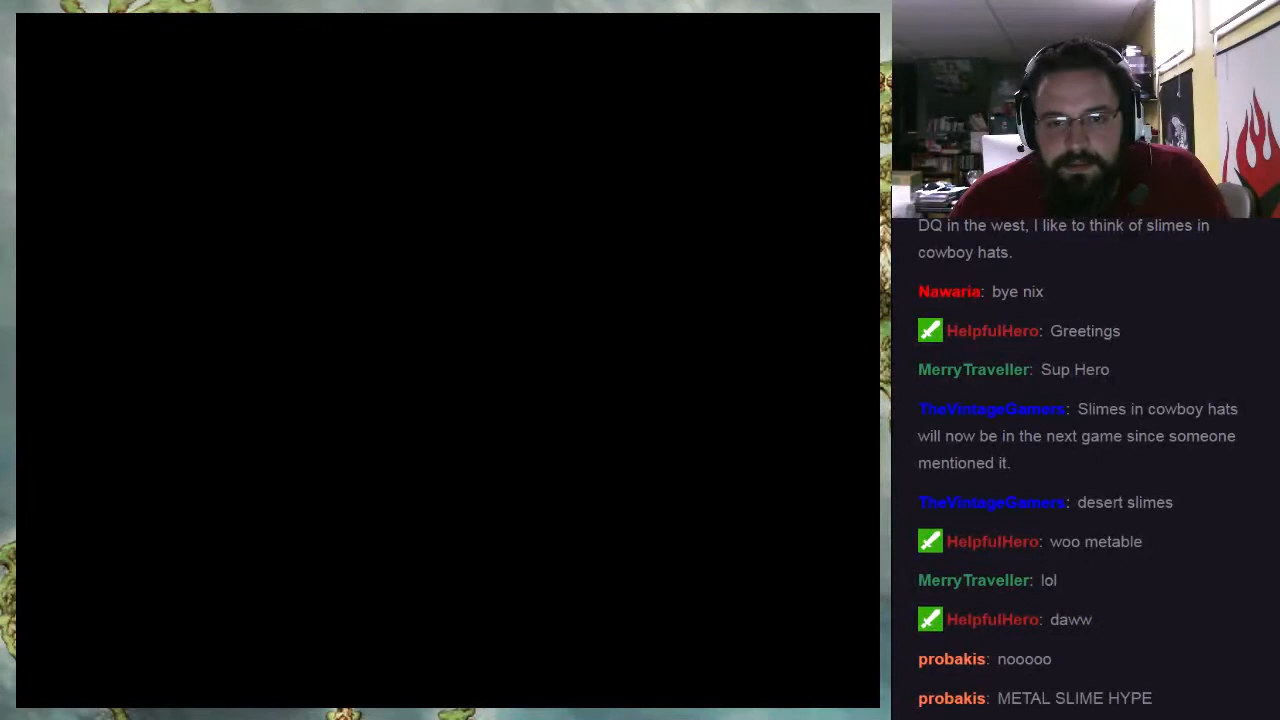 DQ in the west, I like to think of slimes in
cowboy hats.
Nawaria: bye nix
HelpfulHero: Greetings
MerryTraveller: Sup Hero
TheVintageGamers: Slimes in cowboy hats
will now be in the next game since someone
mentioned it.
TheVintageGamers: desert slimes
HelpfulHero: woo metable
MerryTraveller: lol
HelpfulHero: daww
probakis: nooooo
probakis: METAL SLIME HYPE